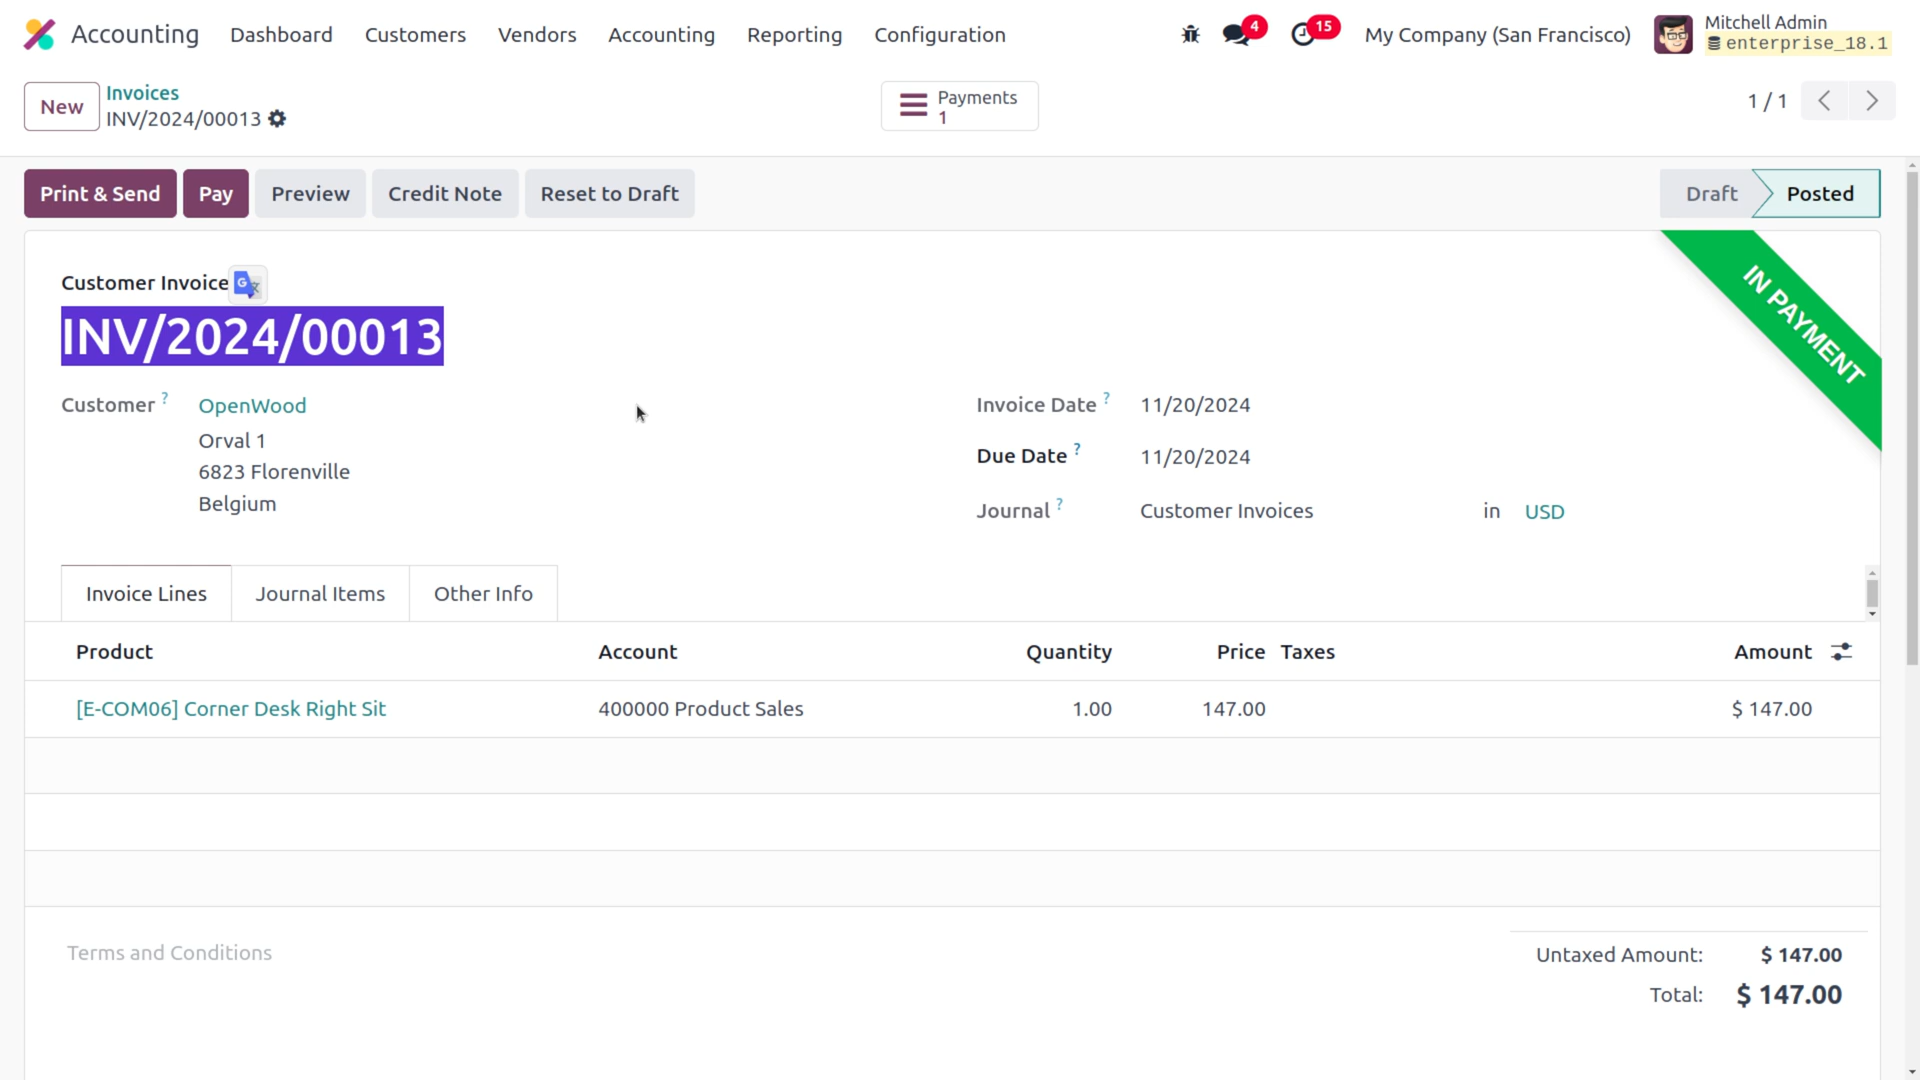 Accounting Dashboard Customers Vendors Accounting Reporting Configuration 4 15 My Company (San Francisco) Mitchell Admin
enterprise_18.1
New Invoices
INV/2024/00013
Payments
1
1 / 1
Print & Send Pay Preview Credit Note Reset to Draft Draft Posted
IN PAYMENT
Customer Invoice
INV/2024/00013
Customer ? OpenWood
Orval 1
6823 Florenville
Belgium
Invoice Date ? 11/20/2024
Due Date ? 11/20/2024
Journal ? Customer Invoices in USD
Invoice Lines Journal Items Other Info
Product Account Quantity Price Taxes Amount
[E-COM06] Corner Desk Right Sit 400000 Product Sales 1.00 147.00 $ 147.00
Terms and Conditions
Untaxed Amount: $ 147.00
Total: $ 147.00